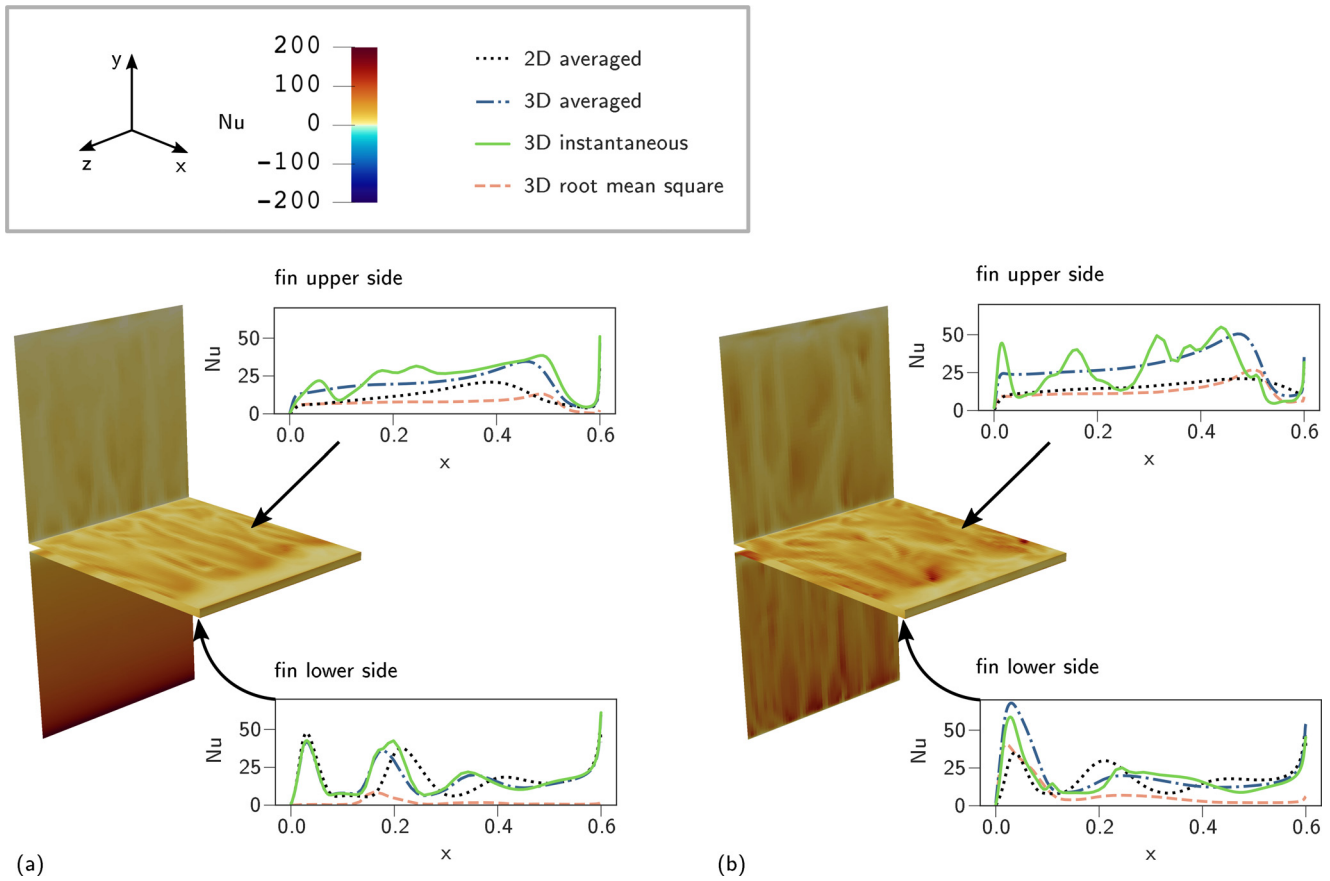 y
z
x
Nu
200
100
0
−100
−200
2D averaged
3D averaged
3D instantaneous
3D root mean square
fin upper side
Nu
50
25
0
0.0 0.2 0.4 0.6
x
fin lower side
Nu
50
25
0
0.0 0.2 0.4 0.6
x
(a)
fin upper side
Nu
50
25
0
0.0 0.2 0.4 0.6
x
fin lower side
Nu
50
25
0
0.0 0.2 0.4 0.6
x
(b)